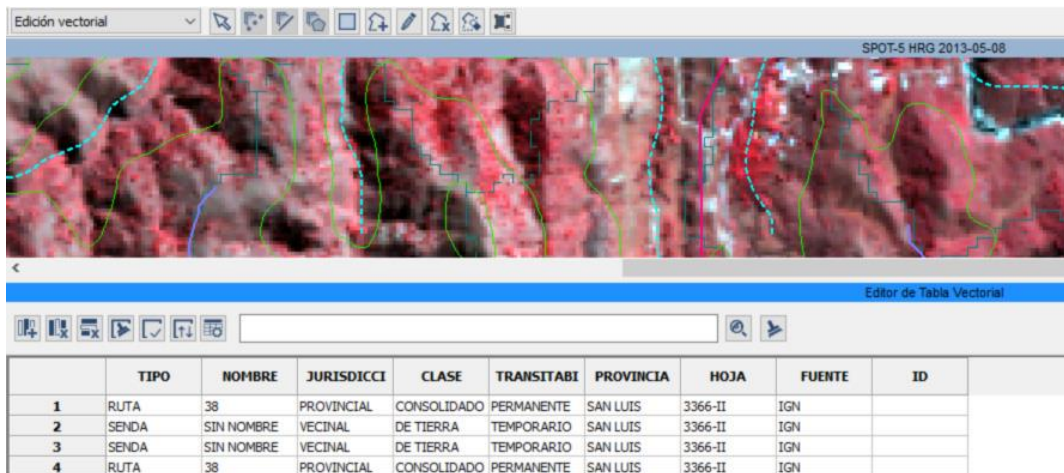 Edición vectorial
SPOT-5 HRG 2013-05-08
Editor de Tabla Vectorial
TIPO NOMBRE JURISDICCI CLASE TRANSITABI PROVINCIA HOJA FUENTE ID
1 RUTA 38 PROVINCIAL CONSOLIDADO PERMANENTE SAN LUIS 3366-II IGN
2 SENDA SIN NOMBRE VECINAL DE TIERRA TEMPORARIO SAN LUIS 3366-II IGN
3 SENDA SIN NOMBRE VECINAL DE TIERRA TEMPORARIO SAN LUIS 3366-II IGN
4 RUTA 38 PROVINCIAL CONSOLIDADO PERMANENTE SAN LUIS 3366-II IGN